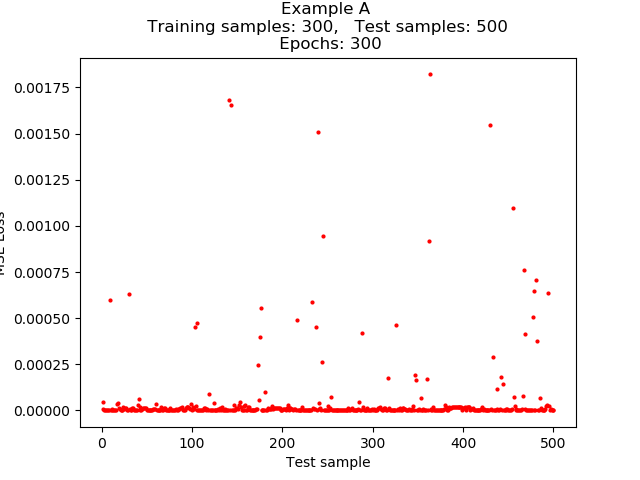 Example A
Training samples: 300,   Test samples: 500
Epochs: 300
0.00175
0.00150
0.00125
0.00100
0.00075
0.00050
0.00025
0.00000
MSE Loss
0 100 200 300 400 500
Test sample